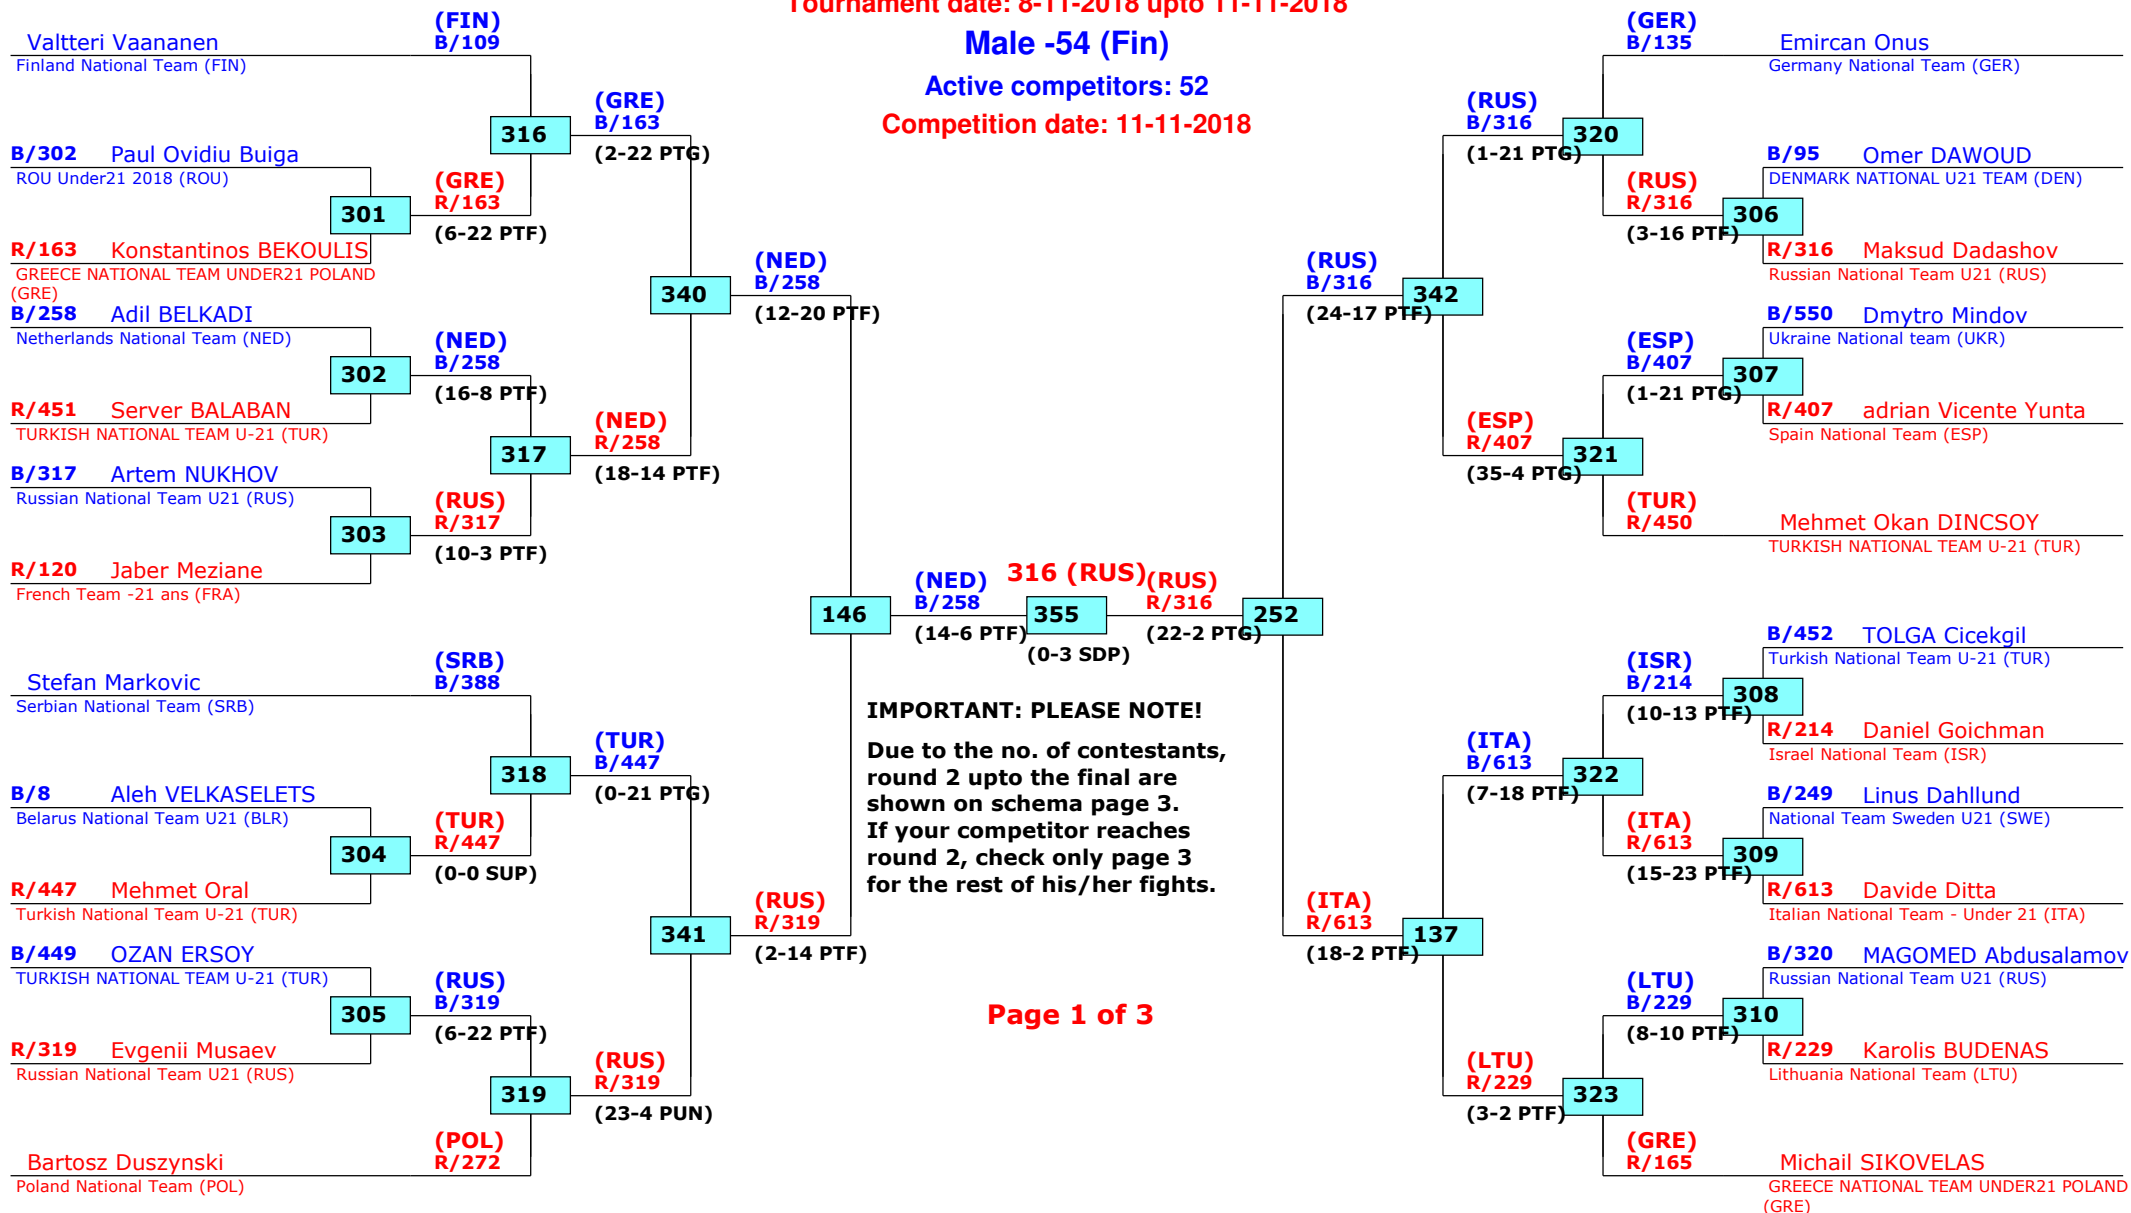 Tournament date: 8-11-2018 upto 11-11-2018
Male -54 (Fin)
Active competitors: 52
Competition date: 11-11-2018
Valtteri Vaananen
Finland National Team (FIN)
(FIN)
B/109
B/302 Paul Ovidiu Buiga
ROU Under21 2018 (ROU)
301
R/163 Konstantinos BEKOULIS
GREECE NATIONAL TEAM UNDER21 POLAND
(GRE)
(GRE)
R/163
(6-22 PTF)
316
(GRE)
B/163
(2-22 PTG)
B/258 Adil BELKADI
Netherlands National Team (NED)
302
R/451 Server BALABAN
TURKISH NATIONAL TEAM U-21 (TUR)
(NED)
B/258
(16-8 PTF)
B/317 Artem NUKHOV
Russian National Team U21 (RUS)
303
R/120 Jaber Meziane
French Team -21 ans (FRA)
(RUS)
R/317
(10-3 PTF)
317
(NED)
R/258
(18-14 PTF)
340
(NED)
B/258
(12-20 PTF)
Stefan Markovic
Serbian National Team (SRB)
(SRB)
B/388
B/8 Aleh VELKASELETS
Belarus National Team U21 (BLR)
304
R/447 Mehmet Oral
Turkish National Team U-21 (TUR)
(TUR)
R/447
(0-0 SUP)
318
(TUR)
B/447
(0-21 PTG)
B/449 OZAN ERSOY
TURKISH NATIONAL TEAM U-21 (TUR)
305
R/319 Evgenii Musaev
Russian National Team U21 (RUS)
(RUS)
B/319
(6-22 PTF)
319
Bartosz Duszynski
Poland National Team (POL)
(POL)
R/272
(RUS)
R/319
(23-4 PUN)
341
(RUS)
R/319
(2-14 PTF)
146
(NED)
B/258
(14-6 PTF)
316 (RUS)
355
(0-3 SDP)
(RUS)
R/316
(22-2 PTG)
252
IMPORTANT: PLEASE NOTE!
Due to the no. of contestants,
round 2 upto the final are
shown on schema page 3.
If your competitor reaches
round 2, check only page 3
for the rest of his/her fights.
Page 1 of 3
(GER)
B/135
Emircan Onus
Germany National Team (GER)
(RUS)
B/316
(1-21 PTG)
320
B/95 Omer DAWOUD
DENMARK NATIONAL U21 TEAM (DEN)
(RUS)
R/316
(3-16 PTF)
306
R/316 Maksud Dadashov
Russian National Team U21 (RUS)
(RUS)
B/316
(24-17 PTF)
342
B/550 Dmytro Mindov
Ukraine National team (UKR)
(ESP)
B/407
(1-21 PTG)
307
R/407 adrian Vicente Yunta
Spain National Team (ESP)
(ESP)
R/407
(35-4 PTG)
321
(TUR)
R/450
Mehmet Okan DINCSOY
TURKISH NATIONAL TEAM U-21 (TUR)
B/452 TOLGA Cicekgil
Turkish National Team U-21 (TUR)
(ISR)
B/214
(10-13 PTF)
308
R/214 Daniel Goichman
Israel National Team (ISR)
(ITA)
B/613
(7-18 PTF)
322
B/249 Linus Dahllund
National Team Sweden U21 (SWE)
(ITA)
R/613
(15-23 PTF)
309
R/613 Davide Ditta
Italian National Team - Under 21 (ITA)
(ITA)
R/613
(18-2 PTF)
137
B/320 MAGOMED Abdusalamov
Russian National Team U21 (RUS)
(LTU)
B/229
(8-10 PTF)
310
R/229 Karolis BUDENAS
Lithuania National Team (LTU)
(LTU)
R/229
(3-2 PTF)
323
(GRE)
R/165
Michail SIKOVELAS
GREECE NATIONAL TEAM UNDER21 POLAND
(GRE)